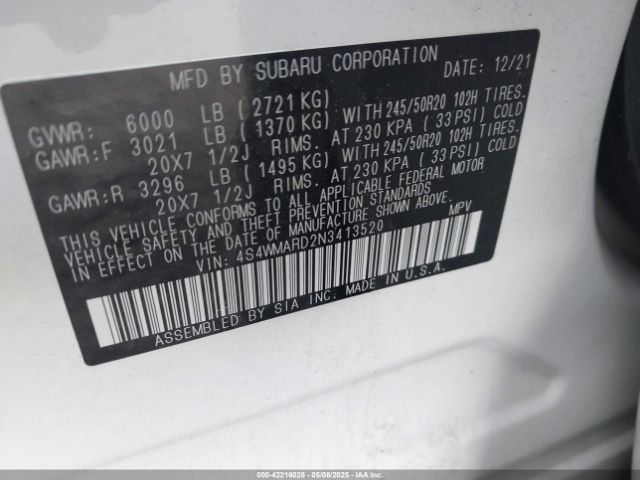 MFD BY SUBARU CORPORATION DATE: 12/21
GVWR: 6000 LB (2721 KG)
GAWR:F 3021 LB (1370 KG) WITH 245/50R20 102H TIRES.
20X7 1/2J RIMS. AT 230 KPA (33 PSI) COLD
GAWR:R 3296 LB (1495 KG) WITH 245/50R20 102H TIRES.
20X7 1/2J RIMS. AT 230 KPA (33 PSI) COLD
THIS VEHICLE CONFORMS TO ALL APPLICABLE FEDERAL MOTOR
VEHICLE SAFETY AND THEFT PREVENTION STANDARDS
IN EFFECT ON THE DATE OF MANUFACTURE SHOWN ABOVE.
VIN: 4S4WMARD2N3413520 MPV
ASSEMBLED BY SIA INC. MADE IN U.S.A.
000-42216028 - 05/08/2025 - IAAI.COM